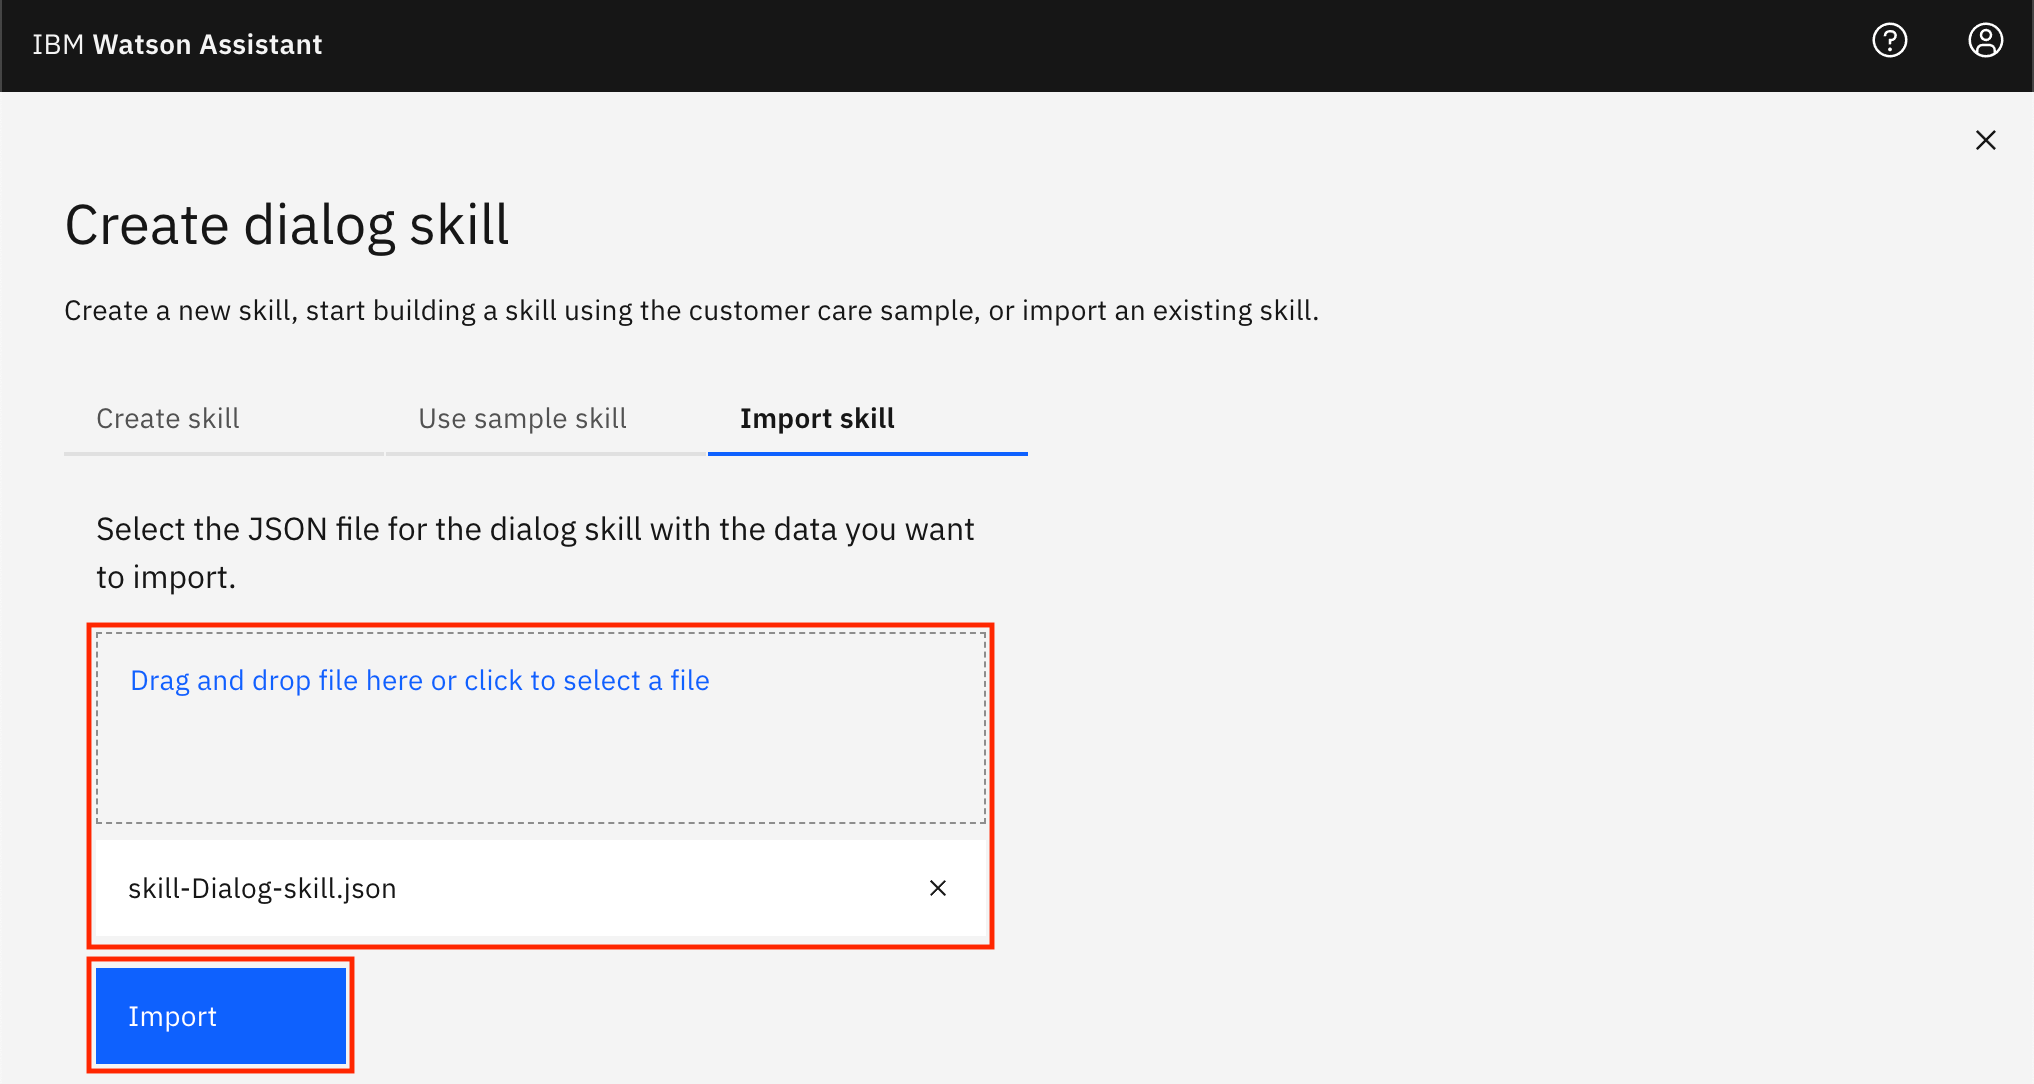 IBM Watson Assistant
Create dialog skill
Create a new skill, start building a skill using the customer care sample, or import an existing skill.
Create skill
Use sample skill
Import skill
Select the JSON file for the dialog skill with the data you want
to import.
Drag and drop file here or click to select a file
skill-Dialog-skill.json
Import